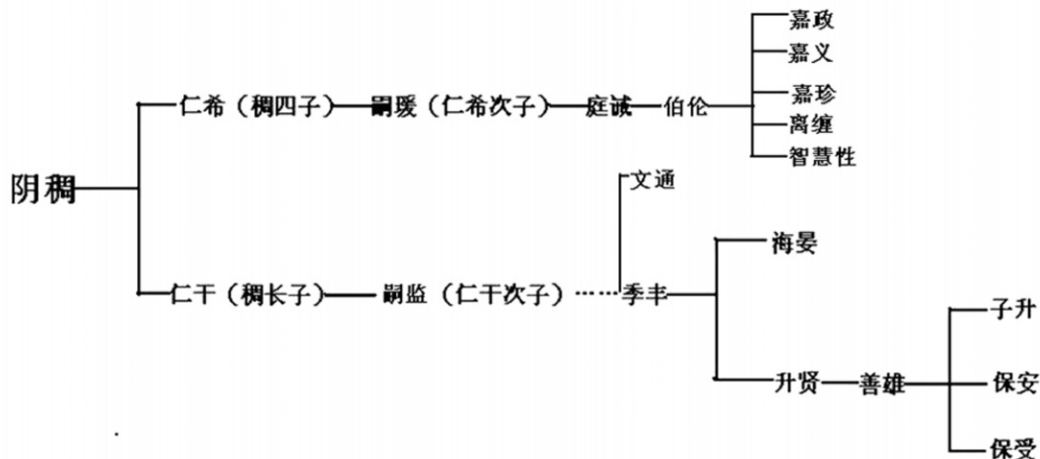 嘉政
嘉义
仁希（稠四子） 嗣瑗（仁希次子） 庭诚 伯伦 嘉珍
离缠
智慧性
阴稠
文通
海晏
仁干（稠长子） 嗣监（仁干次子） ……季丰
子升
升贤 善雄 保安
保受